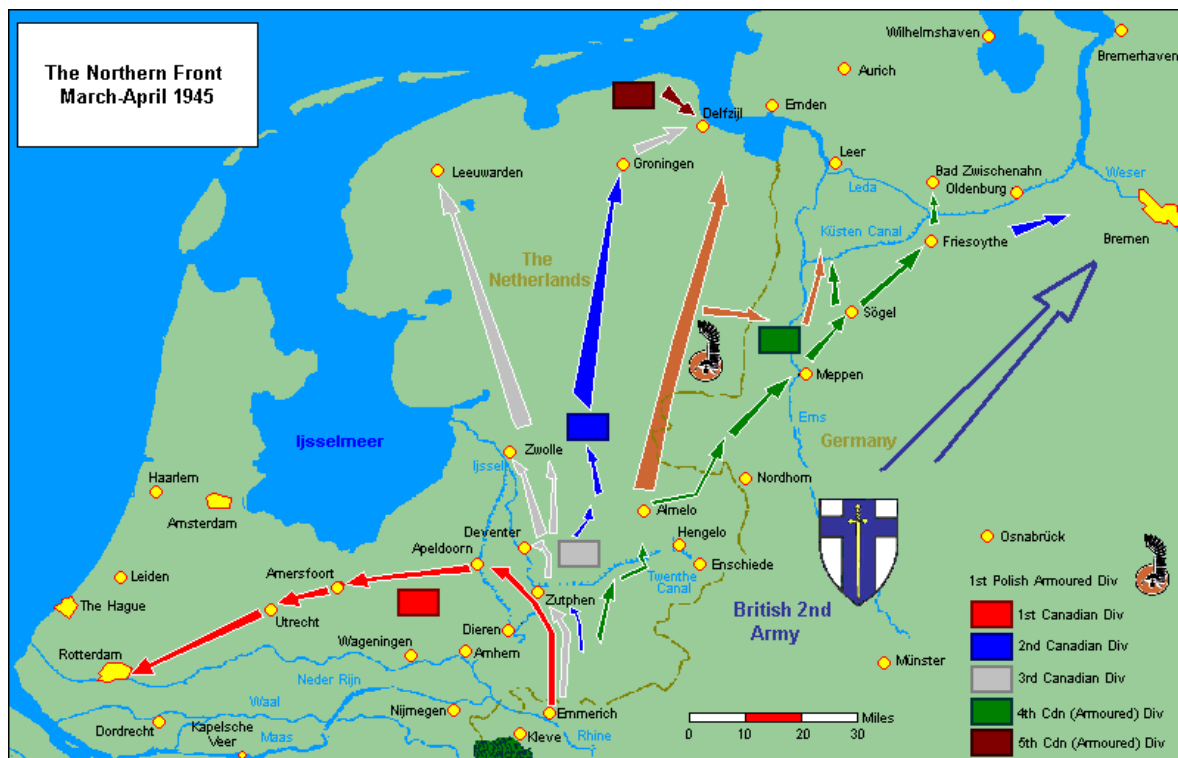 The Northern Front
March-April 1945
Wilhelmshaven
Bremerhaven
Aurich
Emden
Delfzijl
Leer
Groningen
Leeuwarden
Bad Zwischenahn
Oldenburg
Weser
Leda
Küsten Canal
Friesoythe
Bremen
The
Netherlands
Sögel
Meppen
Ems
Germany
Ijsselmeer
Zwolle
Ijssel
Nordhorn
Haarlem
Amsterdam
Almelo
Deventer
Hengelo
Osnabrück
Apeldoorn
Enschiede
Twenthe
Canal
Leiden
Amersfoort
Zutphen
The Hague
Utrecht
British 2nd
Army
Dieren
Wageningen
Arnhem
Rotterdam
Neder Rijn
Münster
Waal
Nijmegen
Emmerich
Dordrecht
Kapelsche
Veer
Maas
Kleve
Rhine
1st Polish Armoured Div
1st Canadian Div
2nd Canadian Div
3rd Canadian Div
4th Cdn (Armoured) Div
5th Cdn (Armoured) Div
Miles
0 10 20 30